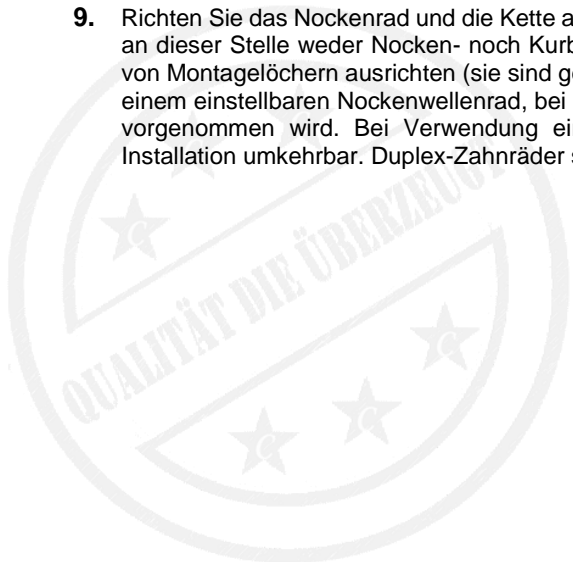 9. Richten Sie das Nockenrad und die Kette
an dieser Stelle weder Nocken- noch
von Montagelöchern ausrichten (sie sind
einem einstellbaren Nockenwellenrad, bei
vorgenommen wird. Bei Verwendung
Installation umkehrbar. Duplex-Zahnräder
QUALITÄT DIE ÜBERZEUGT